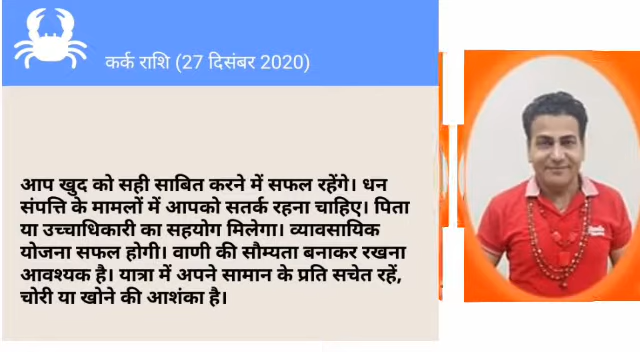 कर्क राशि (27 दिसंबर 2020)
आप खुद को सही साबित करने में सफल रहेंगे। धन
संपत्ति के मामलों में आपको सतर्क रहना चाहिए। पिता
या उच्चाधिकारी का सहयोग मिलेगा। व्यावसायिक
योजना सफल होगी। वाणी की सौम्यता बनाकर रखना
आवश्यक है। यात्रा में अपने सामान के प्रति सचेत रहें,
चोरी या खोने की आशंका है।